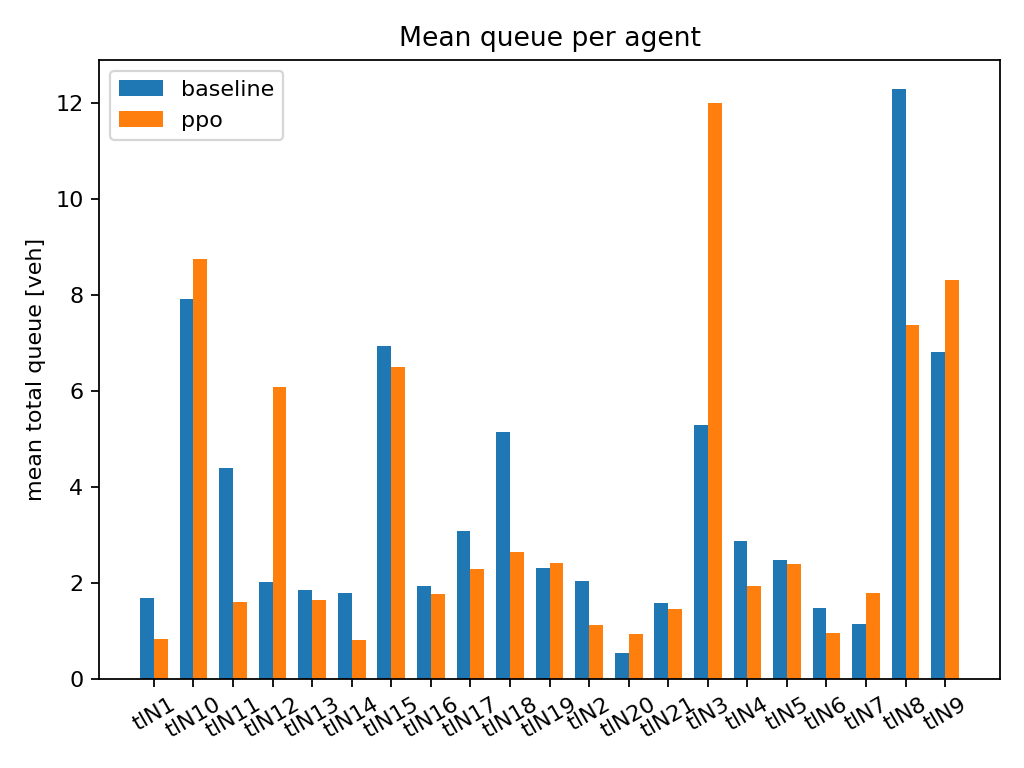 Mean queue per agent
baseline
ppo
mean total queue [veh]
12
10
8
6
4
2
0
tlN1 tlN10 tlN11 tlN12 tlN13 tlN14 tlN15 tlN16 tlN17 tlN18 tlN19 tlN2 tlN20 tlN21 tlN3 tlN4 tlN5 tlN6 tlN7 tlN8 tlN9